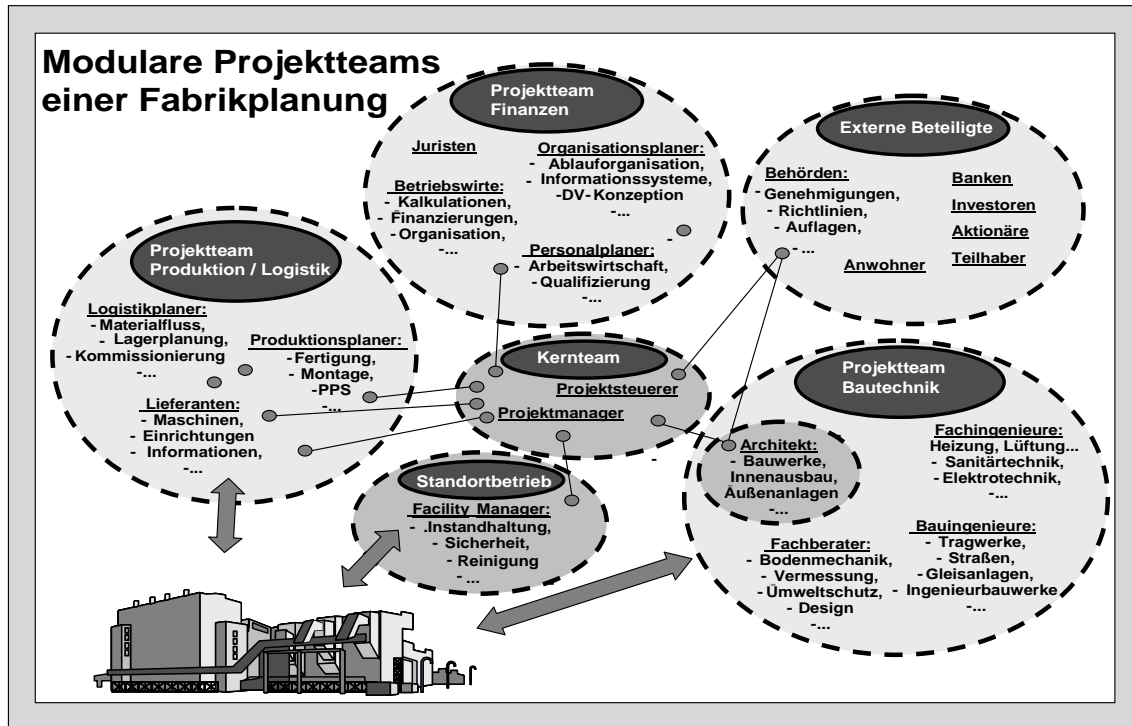 Modulare Projektteams
einer Fabrikplanung
Projektteam
Finanzen
Juristen
Betriebswirte:
- Kalkulationen,
- Finanzierungen,
- Organisation,
-...
Organisationsplaner:
- Ablauforganisation,
- Informationssysteme,
-DV-Konzeption
-...
-
Personalplaner:
- Arbeitswirtschaft,
- Qualifizierung
-...
Externe Beteiligte
Behörden:
- Genehmigungen,
- Richtlinien,
- Auflagen,
- ...
Banken
Investoren
Aktionäre
Teilhaber
Anwohner
Projektteam
Produktion / Logistik
Logistikplaner:
- Materialfluss,
- Lagerplanung,
- Kommissionierung
-...
Produktionsplaner:
- Fertigung,
- Montage,
-PPS
-...
Lieferanten:
- Maschinen,
- Einrichtungen
- Informationen,
-...
Kernteam
Projektsteuerer
Projektmanager
-
Standortbetrieb
Facility Manager:
- .Instandhaltung,
- Sicherheit,
- Reinigung
- ...
Projektteam
Bautechnik
Architekt:
- Bauwerke,
Innenausbau,
Außenanlagen
-...
Fachingenieure:
Heizung, Lüftung...
- Sanitärtechnik,
- Elektrotechnik,
-...
Fachberater:
- Bodenmechanik,
- Vermessung,
- Umweltschutz,
- Design
-...
Bauingenieure:
- Tragwerke,
- Straßen,
- Gleisanlagen,
- Ingenieurbauwerke
-...